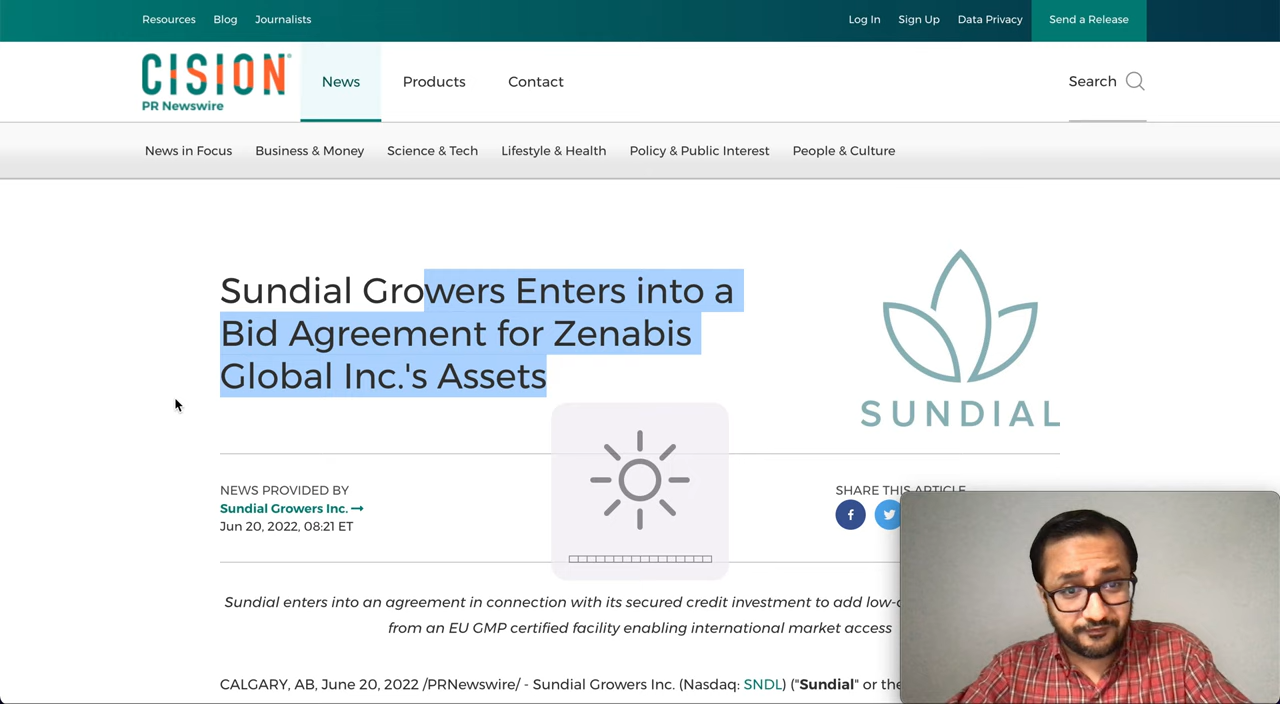 Resources Blog Journalists Log In Sign Up Data Privacy Send a Release
CISION
PR Newswire
News Products Contact Search
News in Focus Business & Money Science & Tech Lifestyle & Health Policy & Public Interest People & Culture
Sundial Growers Enters into a
Bid Agreement for Zenabis
Global Inc.'s Assets
SUNDIAL
NEWS PROVIDED BY
Sundial Growers Inc.
Jun 20, 2022, 08:21 ET
SHARE THIS ARTICLE
Sundial enters into an agreement in connection with its secured credit investment to add
from an EU GMP certified facility enabling international market access
CALGARY, AB, June 20, 2022 /PRNewswire/ - Sundial Growers Inc. (Nasdaq: SNDL) ("Sundial" or the